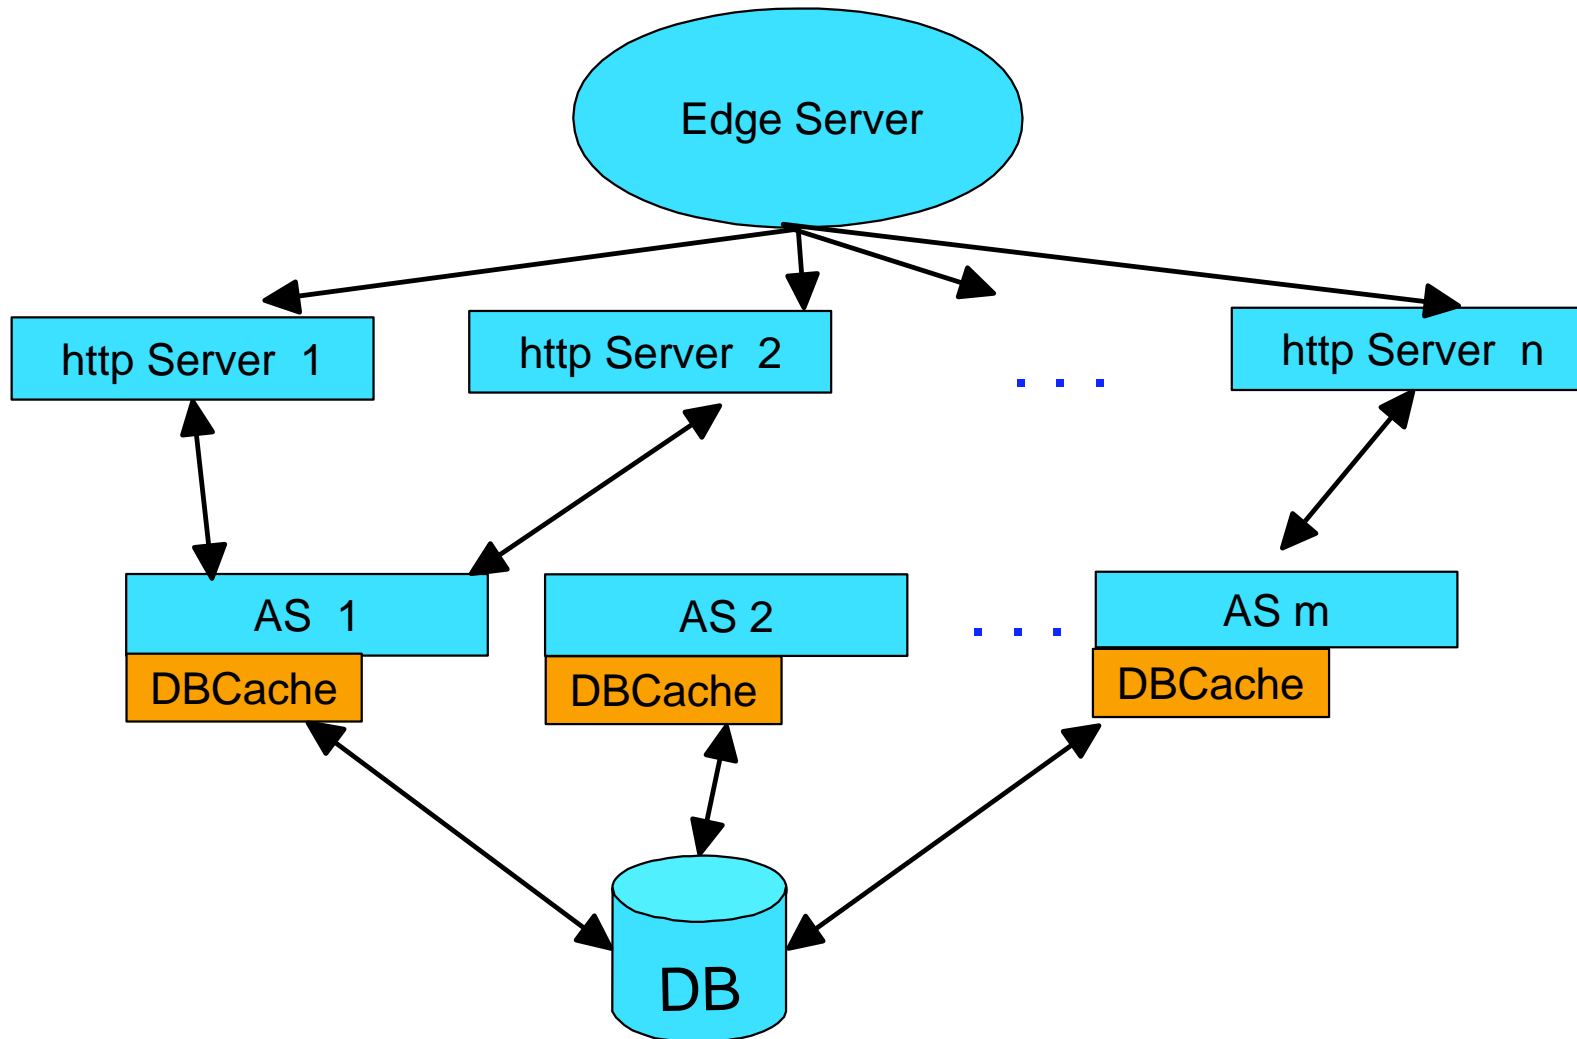 Edge Server
http Server 1
http Server 2
. . .
http Server n
AS 1
AS 2
. . .
AS m
DBCache
DBCache
DBCache
DB